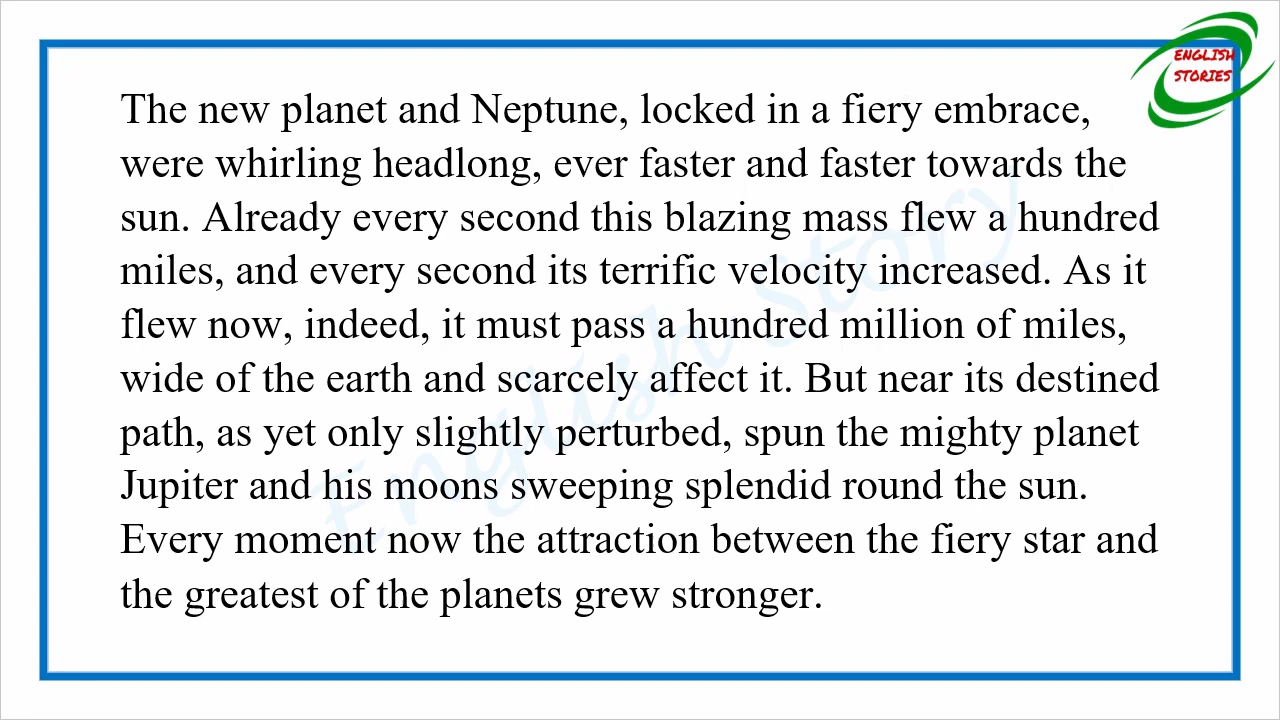 ENGLISH
STORIES
The new planet and Neptune, locked in a fiery embrace,
were whirling headlong, ever faster and faster towards the
sun. Already every second this blazing mass flew a hundred
miles, and every second its terrific velocity increased. As it
flew now, indeed, it must pass a hundred million of miles,
wide of the earth and scarcely affect it. But near its destined
path, as yet only slightly perturbed, spun the mighty planet
Jupiter and his moons sweeping splendid round the sun.
Every moment now the attraction between the fiery star and
the greatest of the planets grew stronger.
English Story